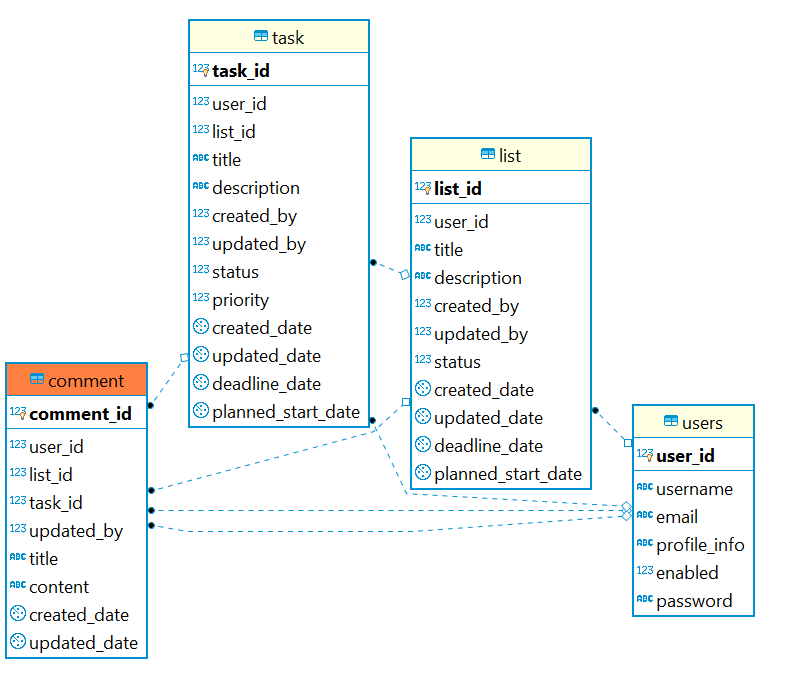 task
123 task_id
123 user_id
123 list_id
ABC title
ABC description
123 created_by
123 updated_by
123 status
123 priority
created_date
updated_date
deadline_date
planned_start_date
list
123 list_id
123 user_id
ABC title
ABC description
123 created_by
123 updated_by
123 status
created_date
updated_date
deadline_date
planned_start_date
comment
123 comment_id
123 user_id
123 list_id
123 task_id
123 updated_by
ABC title
ABC content
created_date
updated_date
users
123 user_id
ABC username
ABC email
ABC profile_info
123 enabled
ABC password